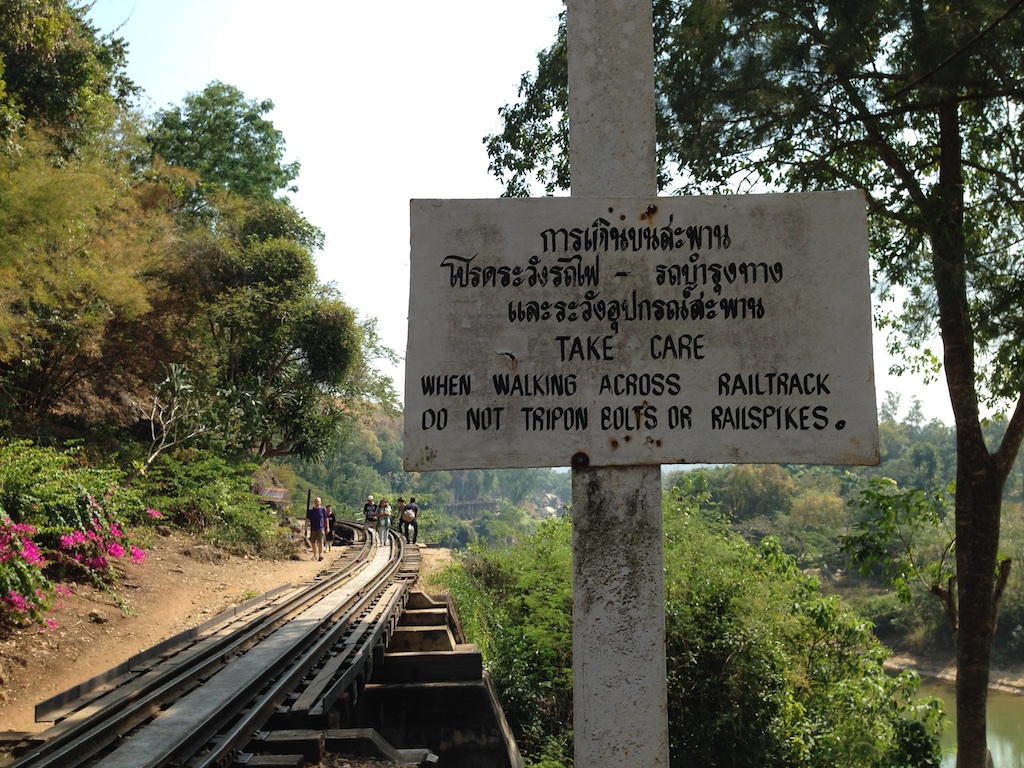 การเดินบนสะพาน
โปรดระวังรถไฟ - รถบำรุงทาง
และระวังอุปกรณ์สะพาน
TAKE CARE
WHEN WALKING ACROSS RAILTRACK
DO NOT TRIPON BOLTS OR RAILSPIKES.